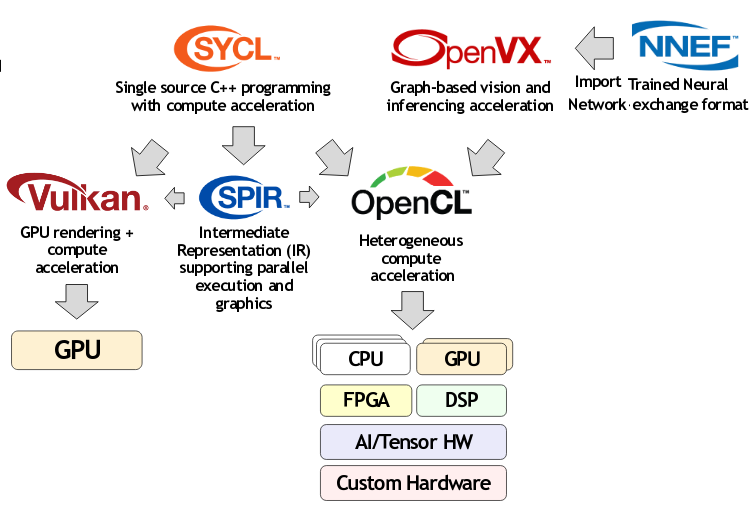 SYCL™
Single source C++ programming
with compute acceleration
OpenVX™
Graph-based vision and
inferencing acceleration
Import
NNEF™
Trained Neural
Network exchange format
Vulkan®
GPU rendering +
compute
acceleration
SPIR™
Intermediate
Representation (IR)
supporting parallel
execution and
graphics
OpenCL™
Heterogeneous
compute
acceleration
GPU
CPU
GPU
FPGA
DSP
AI/Tensor HW
Custom Hardware